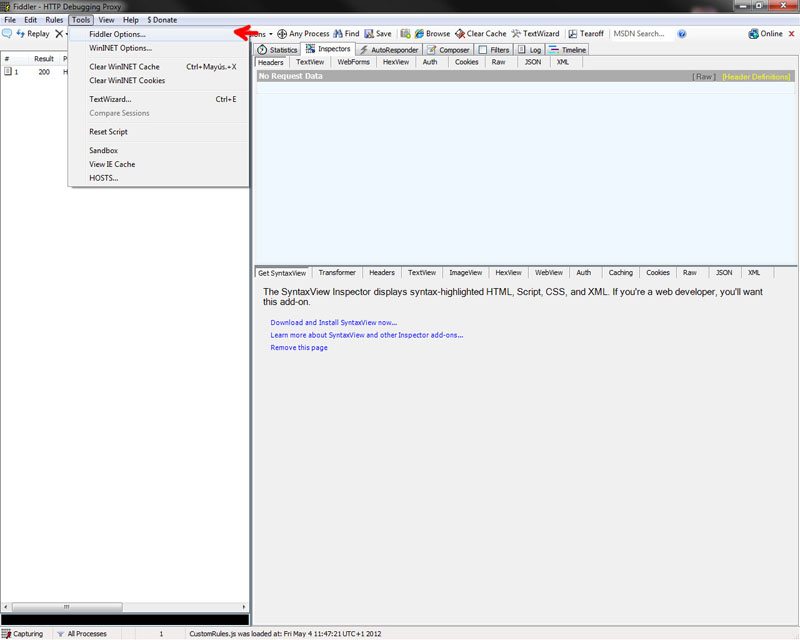 Fiddler - HTTP Debugging Proxy
File Edit Rules Tools View Help $ Donate
Replay Any Process Find Save Browse Clear Cache TextWizard Tearoff MSDN Search... Online
Fiddler Options...
WinINET Options...
Clear WinINET Cache Ctrl+Mayús.+X
Clear WinINET Cookies
TextWizard... Ctrl+E
Compare Sessions
Reset Script
Sandbox
View IE Cache
HOSTS...
# Result
1 200
Statistics Inspectors AutoResponder Composer Filters Log Timeline
Headers TextView WebForms HexView Auth Cookies Raw JSON XML
No Request Data [ Raw ] [Header Definitions]
Get SyntaxView Transformer Headers TextView ImageView HexView WebView Auth Caching Cookies Raw JSON XML
The SyntaxView Inspector displays syntax-highlighted HTML, Script, CSS, and XML. If you're a web developer, you'll want
this add-on.
Download and Install SyntaxView now...
Learn more about SyntaxView and other Inspector add-ons...
Remove this page
Capturing All Processes 1 CustomRules.js was loaded at: Fri May 4 11:47:21 UTC+1 2012